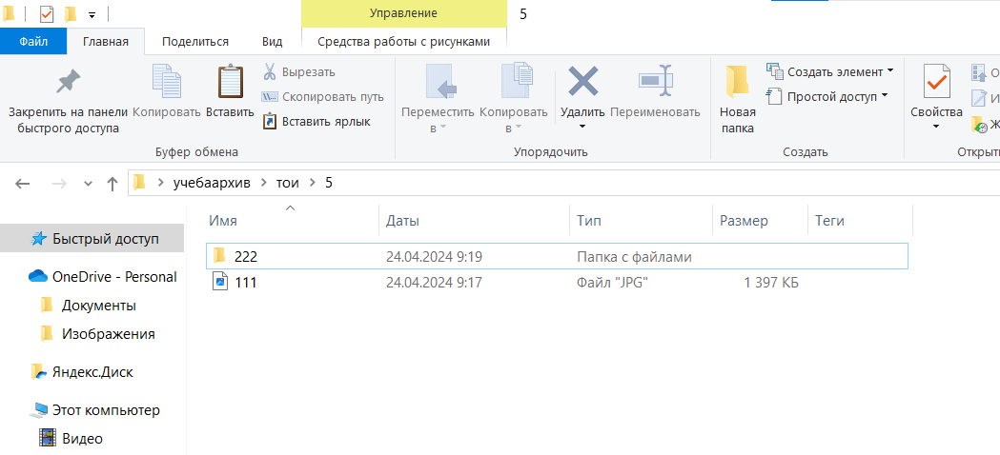 Управление
5
Файл
Главная
Поделиться
Вид
Средства работы с рисунками
Закрепить на панели
быстрого доступа
Копировать
Вставить
Вырезать
Скопировать путь
Вставить ярлык
Буфер обмена
Переместить
в
Копировать
в
Удалить
Переименовать
Упорядочить
Новая
папка
Создать элемент
Простой доступ
Создать
Свойства
учебаархив
тои
5
Имя
Даты
Тип
Размер
Теги
222 24.04.2024 9:19 Папка с файлами
111 24.04.2024 9:17 Файл "JPG" 1 397 КБ
Быстрый доступ
OneDrive - Personal
Документы
Изображения
Яндекс.Диск
Этот компьютер
Видео